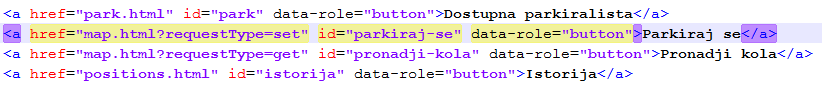 <a href="park.html" id="park" data-role="button">Dostupna parkiralista</a>
<a href="map.html?requestType=set" id="parkiraj-se" data-role="button">Parkiraj se</a>
<a href="map.html?requestType=get" id="pronadji-kola" data-role="button">Pronadji kola</a>
<a href="positions.html" id="istorija" data-role="button">Istorija</a>